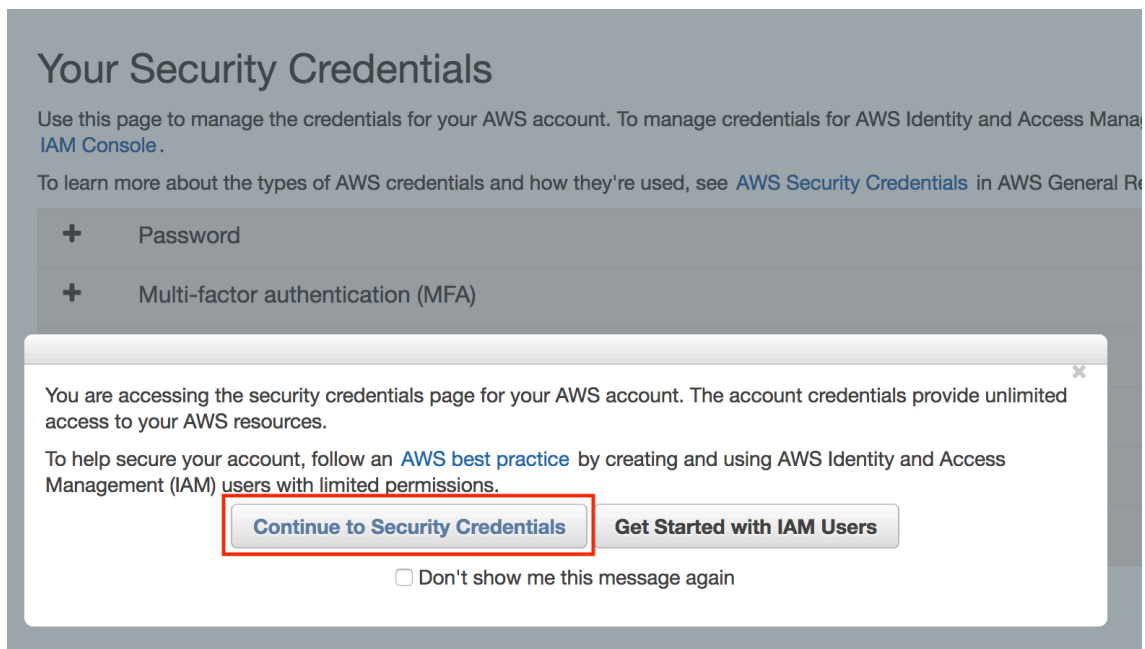 Your Security Credentials
Use this page to manage the credentials for your AWS account. To manage credentials for AWS Identity and Access
IAM Console.
To learn more about the types of AWS credentials and how they're used, see AWS Security Credentials in AWS General
Password
Multi-factor authentication (MFA)
You are accessing the security credentials page for your AWS account. The account credentials provide unlimited
access to your AWS resources.
To help secure your account, follow an AWS best practice by creating and using AWS Identity and Access
Management (IAM) users with limited permissions.
Continue to Security Credentials Get Started with IAM Users
Don't show me this message again